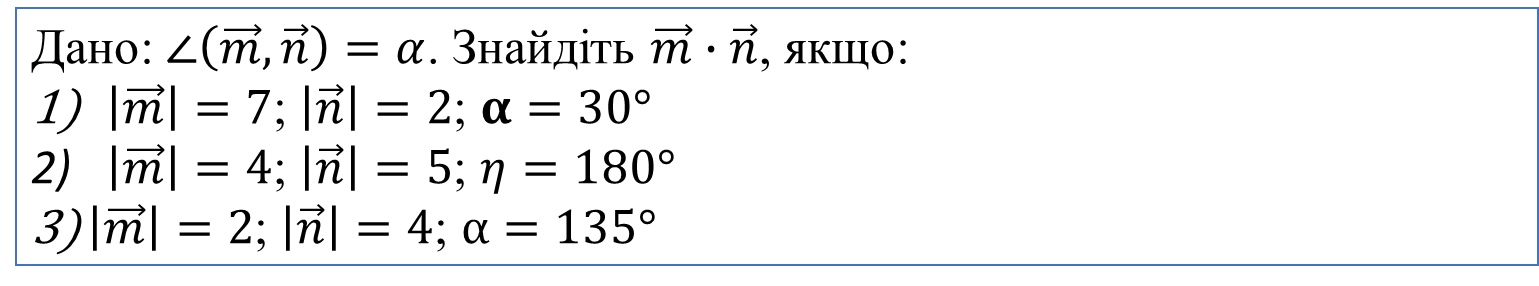 Дано: ∠(m⃗, n⃗) = α. Знайдіть m⃗ · n⃗, якщо:
1) |m⃗| = 7; |n⃗| = 2; α = 30°
2) |m⃗| = 4; |n⃗| = 5; η = 180°
3)|m⃗| = 2; |n⃗| = 4; α = 135°